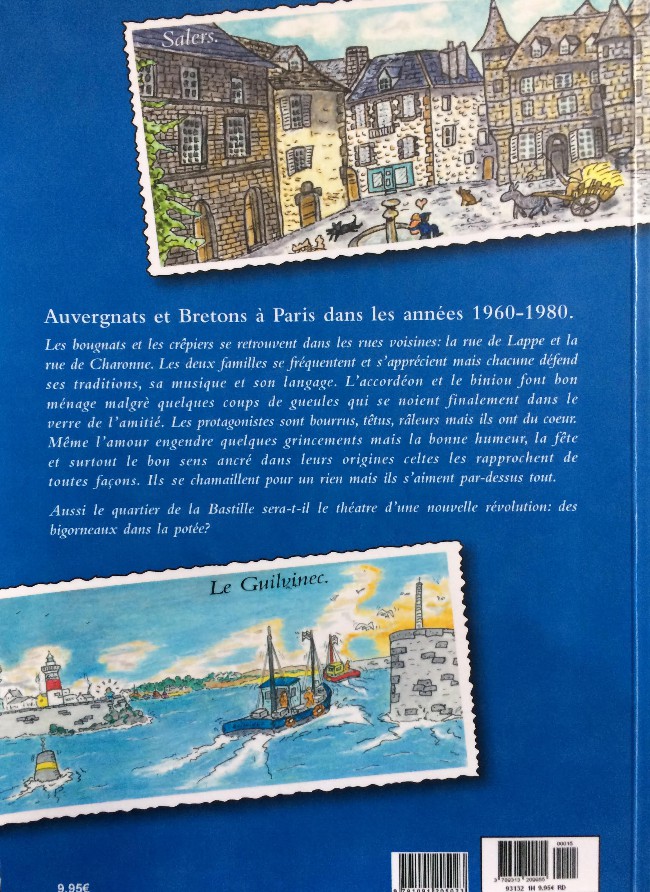 Salers.
Auvergnats et Bretons à Paris dans les années 1960-1980.
Les bougnats et les crêpiers se retrouvent dans les rues voisines: la rue de Lappe et la
rue de Charonne. Les deux familles se fréquentent et s'apprécient mais chacune défend
ses traditions, sa musique et son langage. L'accordéon et le biniou font bon
ménage malgrè quelques coups de gueules qui se noient finalement dans le
verre de l'amitié. Les protagonistes sont bourrus, têtus, râleurs mais ils ont du coeur.
Même l'amour engendre quelques grincements mais la bonne humeur, la fête
et surtout le bon sens ancré dans leurs origines celtes les rapprochent de
toutes façons. Ils se chamaillent pour un rien mais ils s'aiment par-dessus tout.
Aussi le quartier de la Bastille sera-t-il le théatre d'une nouvelle révolution: des
bigorneaux dans la potée?
Le Guilvinec.
00015
93132 1H 9.95€ RD
9,95€